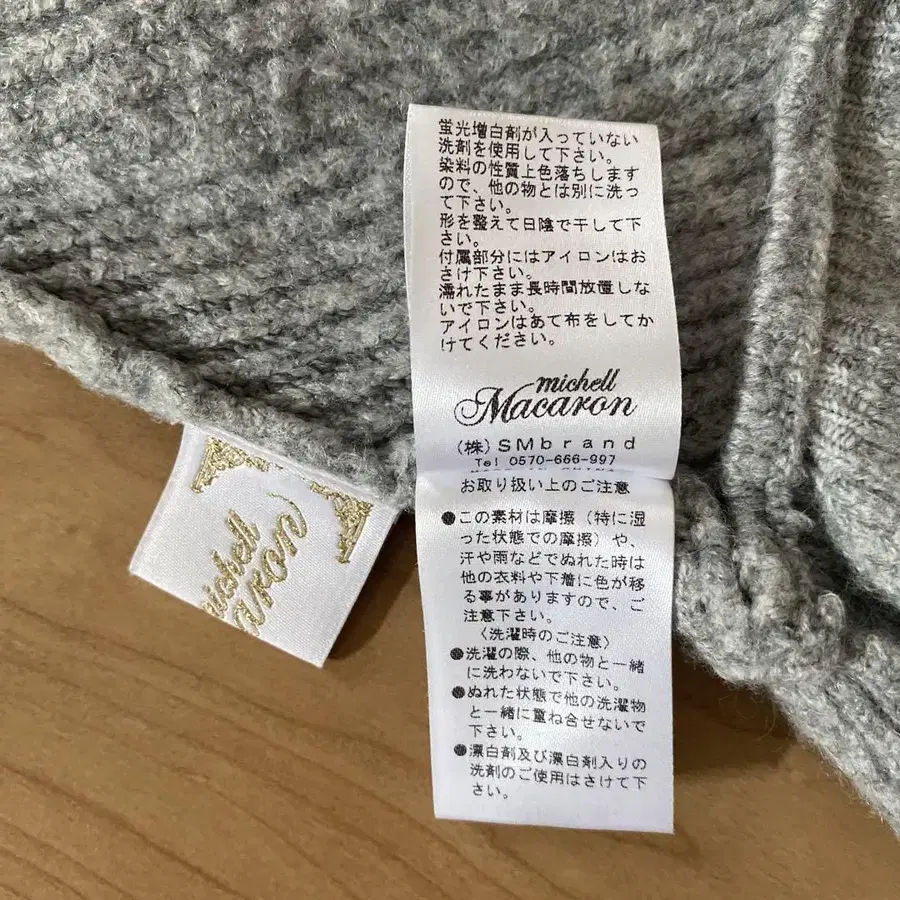 蛍光増白剤が入っていない
洗剤を使用して下さい。
染料の性質上色落ちします
ので、他の物とは別に洗っ
て下さい。
形を整えて日陰で干して下
さい。
付属部分にはアイロンはお
さけ下さい。
濡れたまま長時間放置しな
いで下さい。
アイロンはあて布をしてか
けてください。
michell
Macaron
(株)SMbrand
Tel 0570-666-997
お取り扱い上のご注意
●この素材は摩擦(特に湿
った状態での摩擦)や、
汗や雨などでぬれた時は
他の衣料や下着に色が移
る事がありますので、ご
注意下さい。
〈洗濯時のご注意〉
●洗濯の際、他の物と一緒
に洗わないで下さい。
●ぬれた状態で他の洗濯物
と一緒に重ね合せないで
下さい。
●漂白剤及び漂白剤入りの
洗剤のご使用はさけて下
さい。
michell
aron